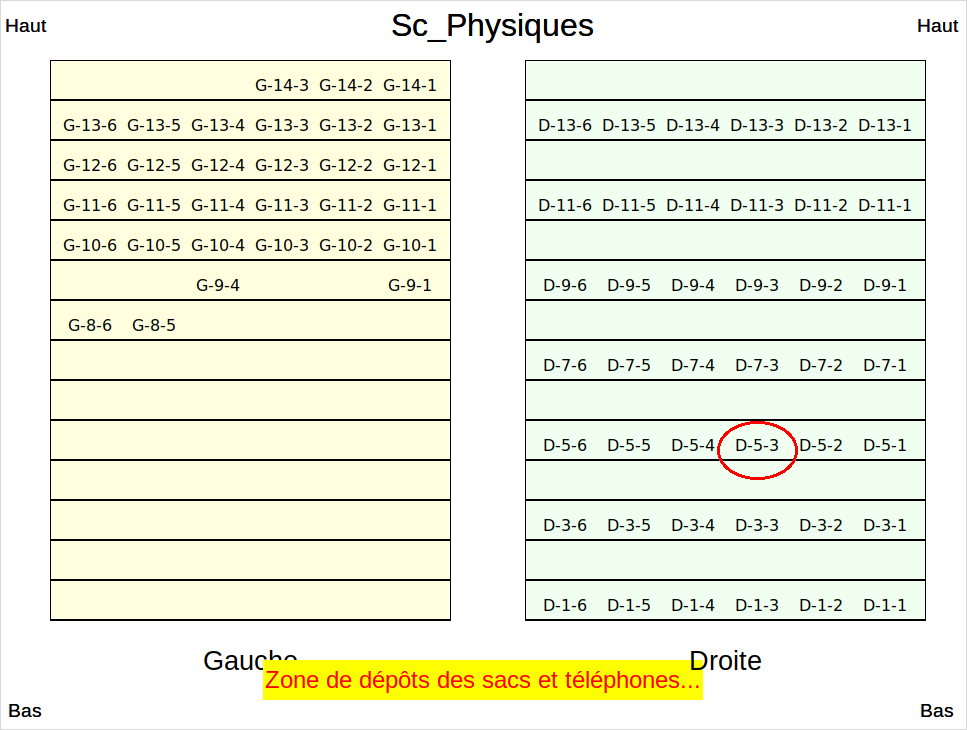 Haut Sc_Physiques Haut
G-14-3 G-14-2 G-14-1
G-13-6 G-13-5 G-13-4 G-13-3 G-13-2 G-13-1 D-13-6 D-13-5 D-13-4 D-13-3 D-13-2 D-13-1
G-12-6 G-12-5 G-12-4 G-12-3 G-12-2 G-12-1
G-11-6 G-11-5 G-11-4 G-11-3 G-11-2 G-11-1 D-11-6 D-11-5 D-11-4 D-11-3 D-11-2 D-11-1
G-10-6 G-10-5 G-10-4 G-10-3 G-10-2 G-10-1
G-9-4 G-9-1 D-9-6 D-9-5 D-9-4 D-9-3 D-9-2 D-9-1
G-8-6 G-8-5
D-7-6 D-7-5 D-7-4 D-7-3 D-7-2 D-7-1
D-5-6 D-5-5 D-5-4 D-5-3 D-5-2 D-5-1
D-3-6 D-3-5 D-3-4 D-3-3 D-3-2 D-3-1
D-1-6 D-1-5 D-1-4 D-1-3 D-1-2 D-1-1
Gauche Droite
Zone de dépôts des sacs et téléphones...
Bas Bas